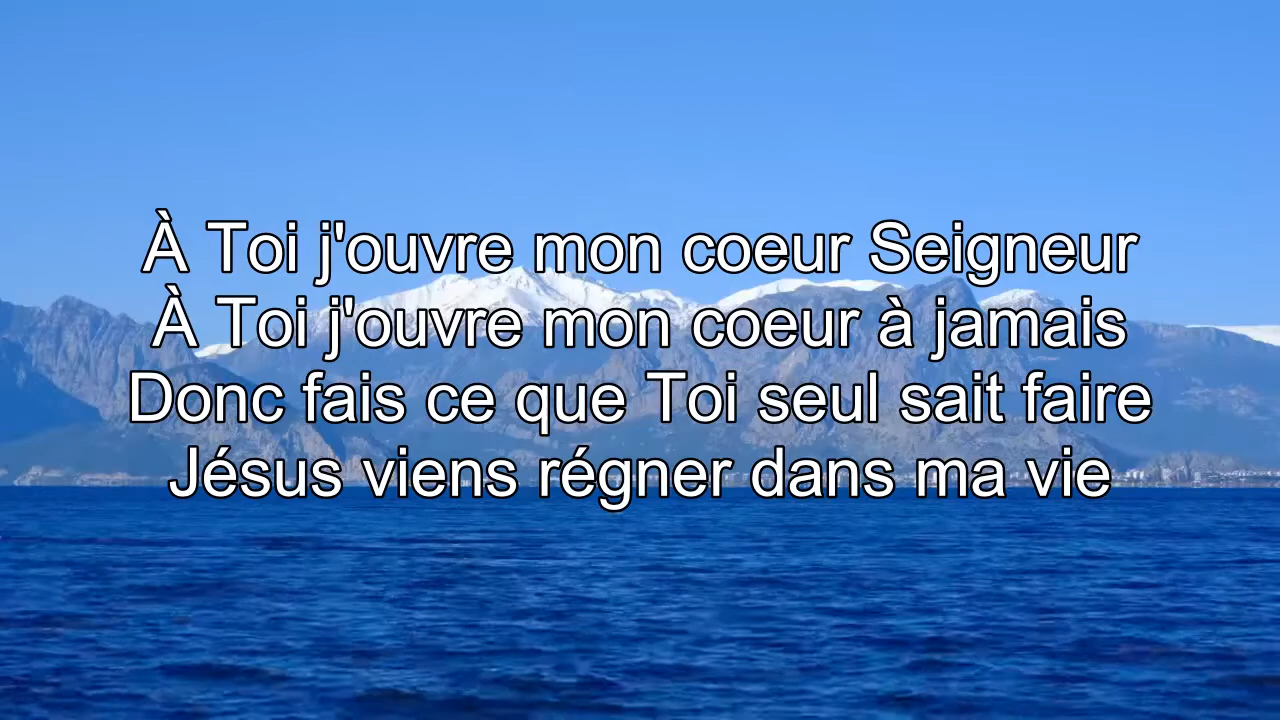 À Toi j'ouvre mon coeur Seigneur
À Toi j'ouvre mon coeur à jamais
Donc fais ce que Toi seul sait faire
Jésus viens régner dans ma vie